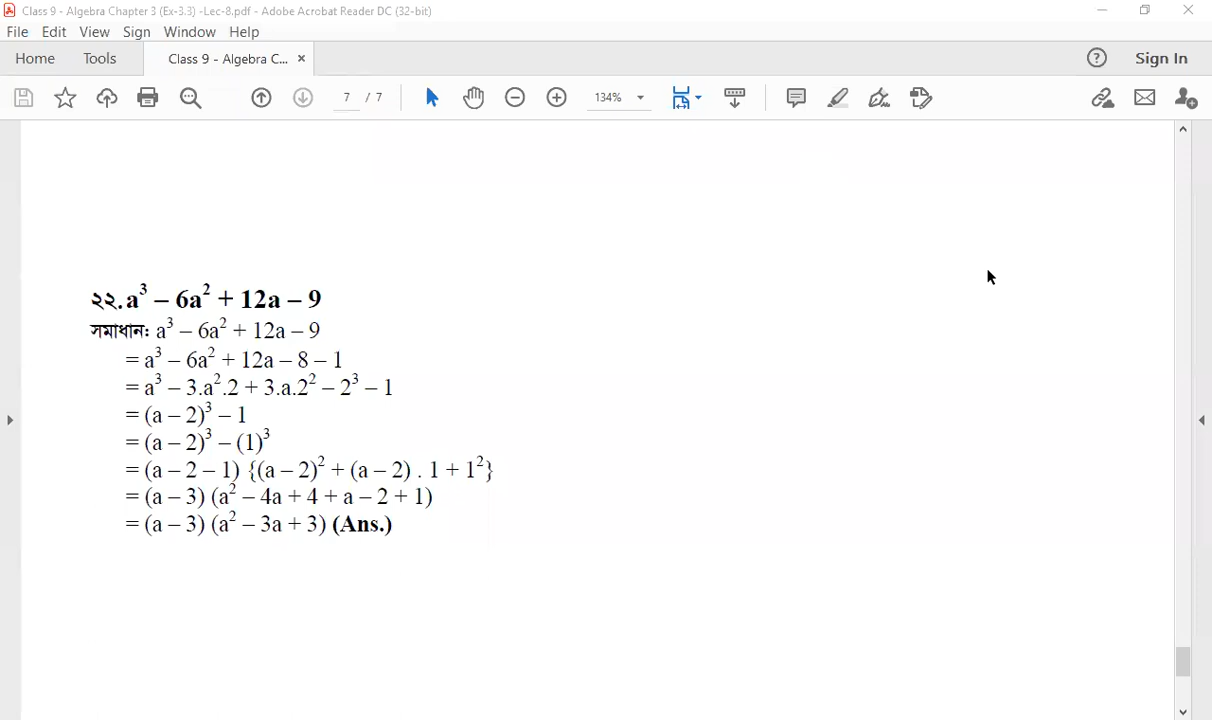 Class 9 - Algebra Chapter 3 (Ex-3.3) -Lec-8.pdf - Adobe Acrobat Reader DC (32-bit)
File Edit View Sign Window Help
Home Tools Class 9 - Algebra C... × ? Sign In
7 / 7 134%
২২. a³ – 6a² + 12a – 9
সমাধান: a³ – 6a² + 12a – 9
= a³ – 6a² + 12a – 8 – 1
= a³ – 3.a².2 + 3.a.2² – 2³ – 1
= (a – 2)³ – 1
= (a – 2)³ – (1)³
= (a – 2 – 1) {(a – 2)² + (a – 2) . 1 + 1²}
= (a – 3) (a² – 4a + 4 + a – 2 + 1)
= (a – 3) (a² – 3a + 3) (Ans.)